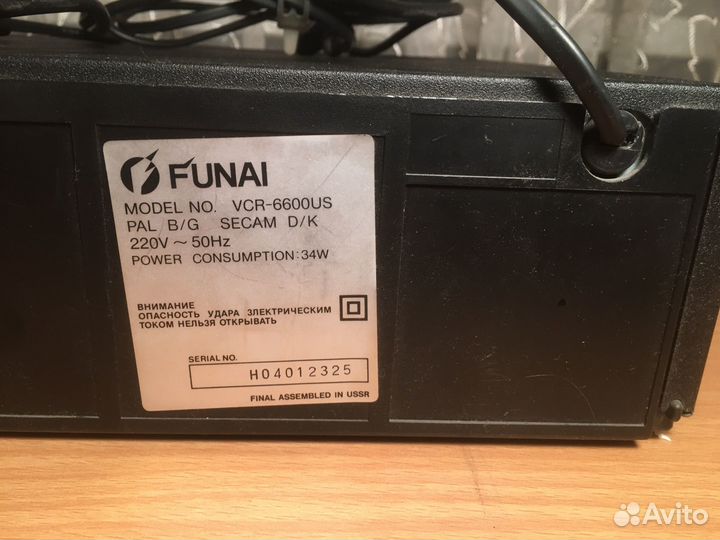 FUNAI
MODEL NO. VCR-6600US
PAL B/G SECAM D/K
220V ~ 50Hz
POWER CONSUMPTION:34W
ВНИМАНИЕ
ОПАСНОСТЬ УДАРА ЗЛЕКТРИЧЕСКИМ
ТОКОМ НЕЛЬЗЯ ОТКРЫВАТЬ
SERIAL NO.
H04012325
FINAL ASSEMBLED IN USSR
Avito